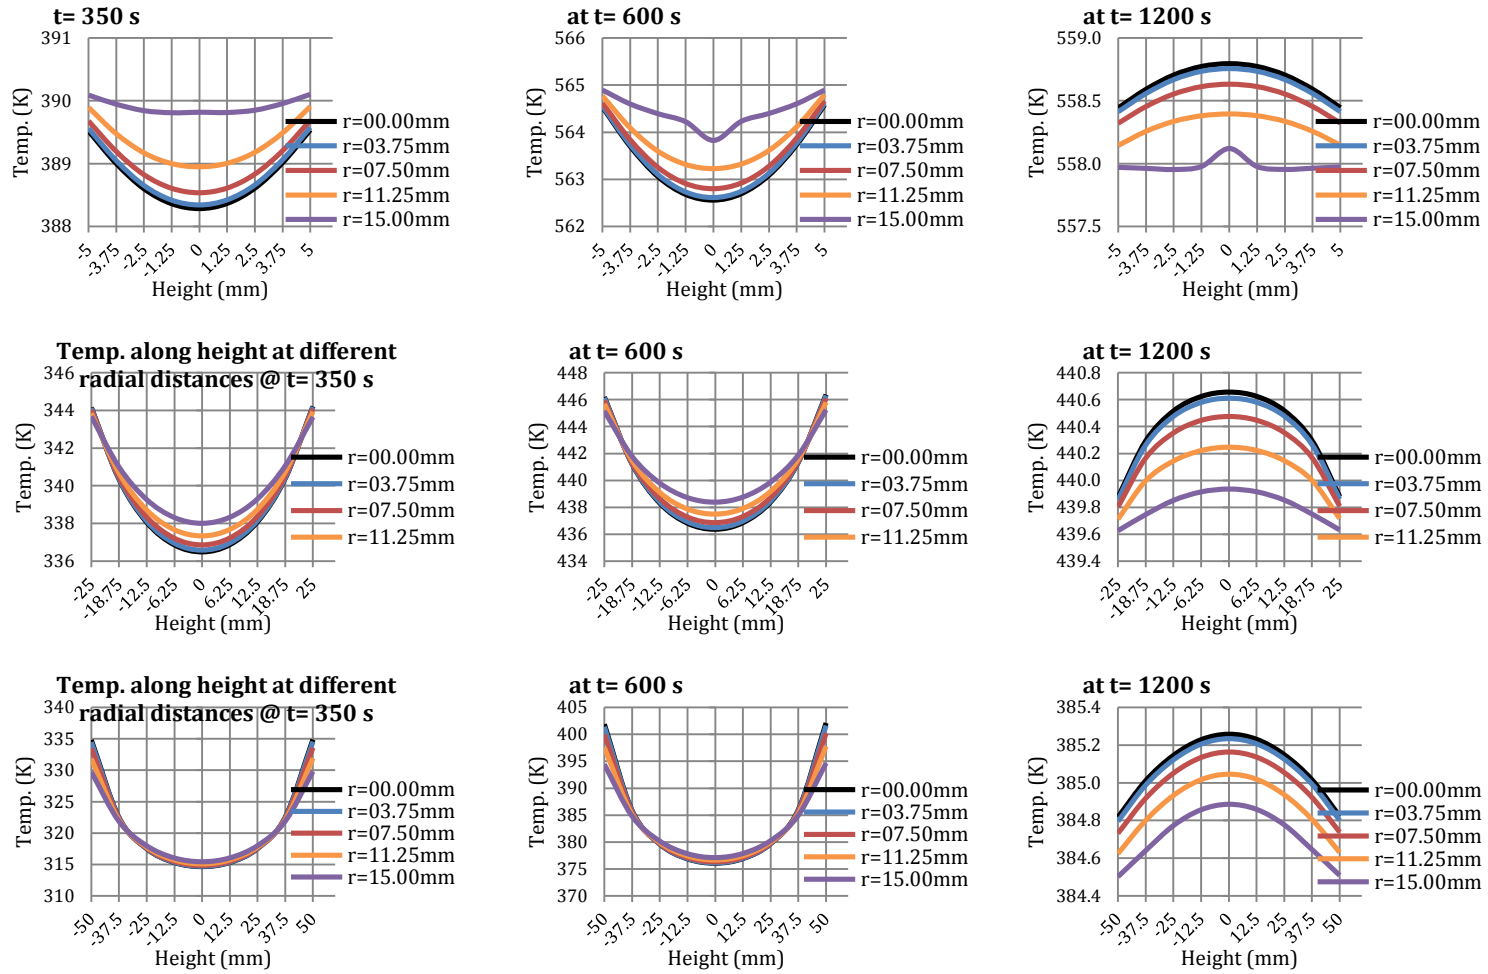 t= 350 s
391
390
389
388
Temp. (K)
-5
-3.75
-2.5
-1.25
0
1.25
2.5
3.75
5
Height (mm)
r=00.00mm
r=03.75mm
r=07.50mm
r=11.25mm
r=15.00mm
at t= 600 s
566
565
564
563
562
Temp. (K)
-5
-3.75
-2.5
-1.25
0
1.25
2.5
3.75
5
Height (mm)
r=00.00mm
r=03.75mm
r=07.50mm
r=11.25mm
r=15.00mm
at t= 1200 s
559.0
558.5
558.0
557.5
Temp. (K)
-5
-3.75
-2.5
-1.25
0
1.25
2.5
3.75
5
Height (mm)
r=00.00mm
r=03.75mm
r=07.50mm
r=11.25mm
r=15.00mm
Temp. along height at different
radial distances @ t= 350 s
346
344
342
340
338
336
Temp. (K)
-25
-18.75
-12.5
-6.25
0
6.25
12.5
18.75
25
Height (mm)
r=00.00mm
r=03.75mm
r=07.50mm
r=11.25mm
at t= 600 s
448
446
444
442
440
438
436
434
Temp. (K)
-25
-18.75
-12.5
-6.25
0
6.25
12.5
18.75
25
Height (mm)
r=00.00mm
r=03.75mm
r=07.50mm
r=11.25mm
at t= 1200 s
440.8
440.6
440.4
440.2
440.0
439.8
439.6
439.4
Temp. (K)
-25
-18.75
-12.5
-6.25
0
6.25
12.5
18.75
25
Height (mm)
r=00.00mm
r=03.75mm
r=07.50mm
r=11.25mm
Temp. along height at different
radial distances @ t= 350 s
340
335
330
325
320
315
310
Temp. (K)
-50
-37.5
-25
-12.5
0
12.5
25
37.5
50
Height (mm)
r=00.00mm
r=03.75mm
r=07.50mm
r=11.25mm
r=15.00mm
at t= 600 s
405
400
395
390
385
380
375
370
Temp. (K)
-50
-37.5
-25
-12.5
0
12.5
25
37.5
50
Height (mm)
r=00.00mm
r=03.75mm
r=07.50mm
r=11.25mm
r=15.00mm
at t= 1200 s
385.4
385.2
385.0
384.8
384.6
384.4
Temp. (K)
-50
-37.5
-25
-12.5
0
12.5
25
37.5
50
Height (mm)
r=00.00mm
r=03.75mm
r=07.50mm
r=11.25mm
r=15.00mm